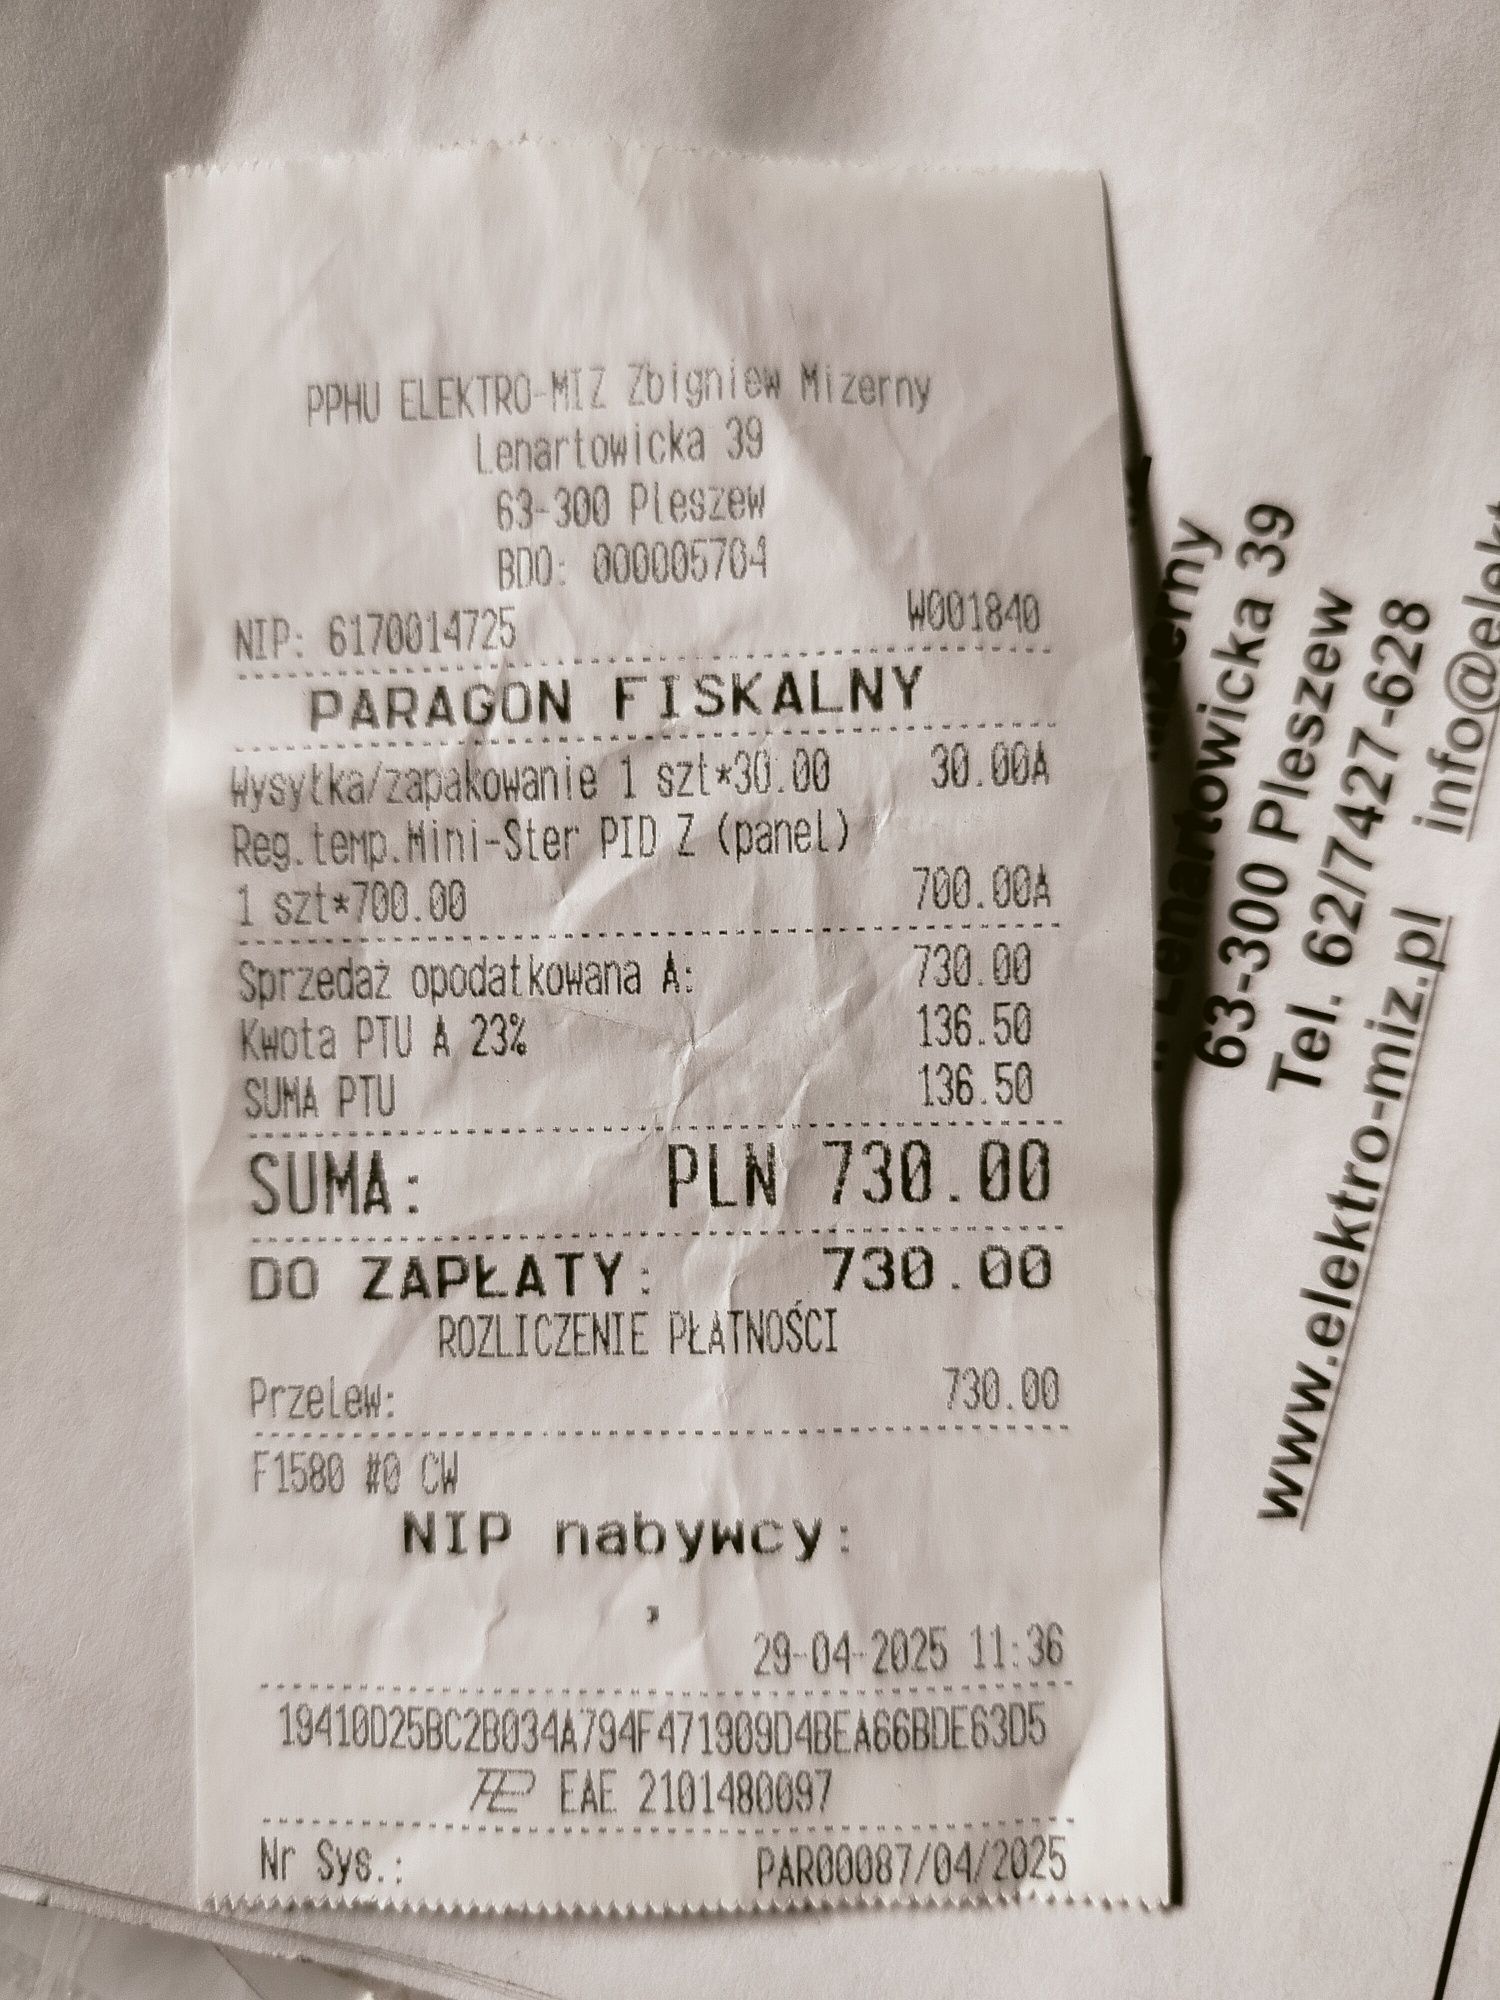 PPHU ELEKTRO-MIZ Zbigniew Mizerny
Lenartowicka 39
63-300 Pleszew
BDO: 000005704
NIP: 6170014725 W001840
PARAGON FISKALNY
Wysyłka/zapakowanie 1 szt*30.00 30.00A
Reg.temp.Mini-Ster PID Z (panel)
1 szt*700.00 700.00A
Sprzedaż opodatkowana A: 730.00
Kwota PTU A 23% 136.50
SUMA PTU 136.50
SUMA: PLN 730.00
DO ZAPŁATY: 730.00
ROZLICZENIE PŁATNOŚCI
Przelew: 730.00
F1580 #0 CW
NIP nabywcy:
,
29-04-2025 11:36
19410D25BC2B034A794F471909D4BEA66BDE63D5
EAE 2101480097
Nr Sys.: PAR00087/04/2025
Mizerny
Lenartowicka 39
63-300 Pleszew
Tel. 62/7427-628
www.elektro-miz.pl info@elekt